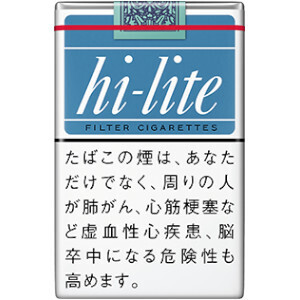 hi-lite
FILTER CIGARETTES
たばこの煙は、あなた
だけでなく、周りの人
が肺がん、心筋梗塞な
ど虚血性心疾患、脳
卒中になる危険性も
高めます。